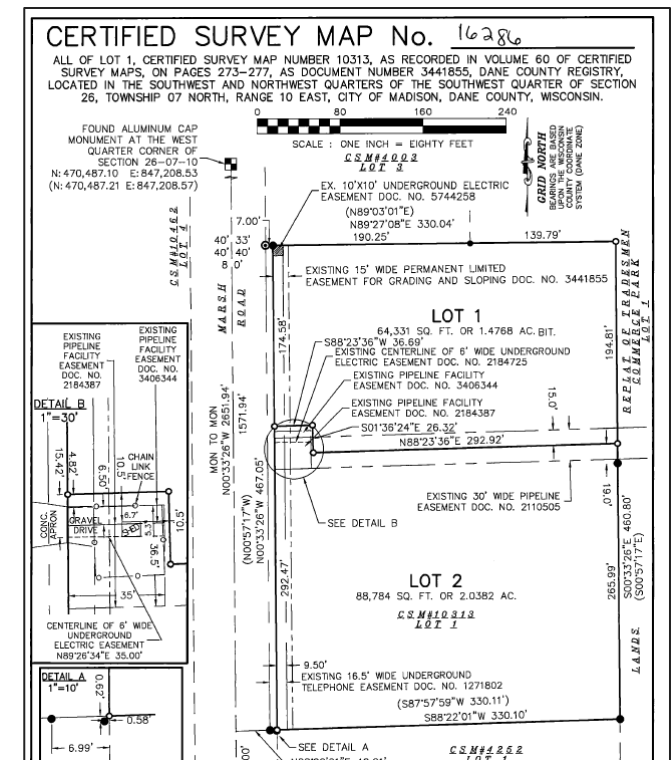 CERTIFIED SURVEY MAP No. 16286
ALL OF LOT 1, CERTIFIED SURVEY MAP NUMBER 10313, AS RECORDED IN VOLUME 60 OF CERTIFIED
SURVEY MAPS, ON PAGES 273-277, AS DOCUMENT NUMBER 3441855, DANE COUNTY REGISTRY,
LOCATED IN THE SOUTHWEST AND NORTHWEST QUARTERS OF THE SOUTHWEST QUARTER OF SECTION
26, TOWNSHIP 07 NORTH, RANGE 10 EAST, CITY OF MADISON, DANE COUNTY, WISCONSIN.
FOUND ALUMINUM CAP
MONUMENT AT THE WEST
QUARTER CORNER OF
SECTION 26-07-10
N: 470,487.10 E: 847,208.53
(N: 470,487.21 E: 847,208.57)
0 80 160 240
SCALE : ONE INCH = EIGHTY FEET
CSM#4003
LOT 3
GRID NORTH
BEARINGS ARE BASED
UPON THE WISCONSIN
COUNTY COORDINATE
SYSTEM (DANE ZONE)
EX. 10'X10' UNDERGROUND ELECTRIC
EASEMENT DOC. NO. 5744258
(N89°03'01"E)
N89°27'08"E 330.04'
190.25' 139.79'
7.00'
40' 33'
40' 40'
8 0'
CSM#10462
LOT 4
MARSH
ROAD
EXISTING 15' WIDE PERMANENT LIMITED
EASEMENT FOR GRADING AND SLOPING DOC. NO. 3441855
LOT 1
64,331 SQ. FT. OR 1.4768 AC. BIT.
174.58'
194.81'
REPLAT OF TRADESMEN
COMMERCE PARK
LOT 1
S88°23'36"W 36.69'
EXISTING CENTERLINE OF 6' WIDE UNDERGROUND
ELECTRIC EASEMENT DOC. NO. 2184725
EXISTING PIPELINE FACILITY
EASEMENT DOC. NO. 3406344
EXISTING PIPELINE FACILITY
EASEMENT DOC. NO. 2184387
S01°36'24"E 26.32'
N88°23'36"E 292.92'
15.0'
19.0'
MON TO MON
N00°33'26"W 2651.94'
1571.94'
(N00°57'17"W)
N00°33'26"W 467.05'
EXISTING 30' WIDE PIPELINE
EASEMENT DOC. NO. 2110505
SEE DETAIL B
LOT 2
88,784 SQ. FT. OR 2.0382 AC.
CSM#10313
LOT 1
292.47'
265.99'
S00°33'26"E 460.80'
(S00°57'17"E)
LANDS
9.50'
EXISTING 16.5' WIDE UNDERGROUND
TELEPHONE EASEMENT DOC. NO. 1271802
(S87°57'59"W 330.11')
S88°22'01"W 330.10'
SEE DETAIL A
CSM#4252
LOT 1
EXISTING
PIPELINE
FACILITY
EASEMENT
DOC. NO.
2184387
EXISTING
PIPELINE
FACILITY
EASEMENT
DOC. NO.
3406344
DETAIL B
1"=30'
15.42'
4.82'
6.50'
10.5'
CHAIN
LINK
FENCE
CONC.
APRON
GRAVEL
DRIVE
8.7'
SHED
36.5'
10.5'
35'
CENTERLINE OF 6' WIDE
UNDERGROUND
ELECTRIC EASEMENT
N89°26'34"E 35.00'
DETAIL A
1"=10'
0.62'
0.58'
6.99'